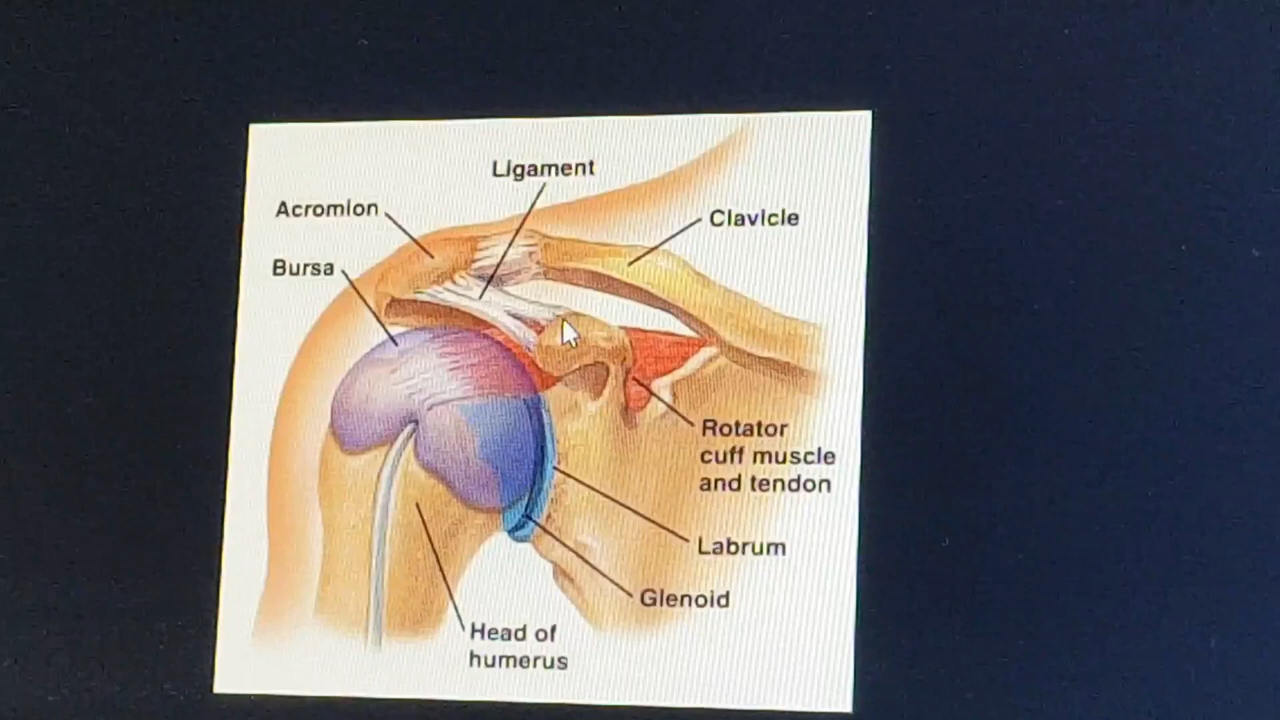 Ligament
Acromion
Clavicle
Bursa
Rotator
cuff muscle
and tendon
Labrum
Glenoid
Head of
humerus